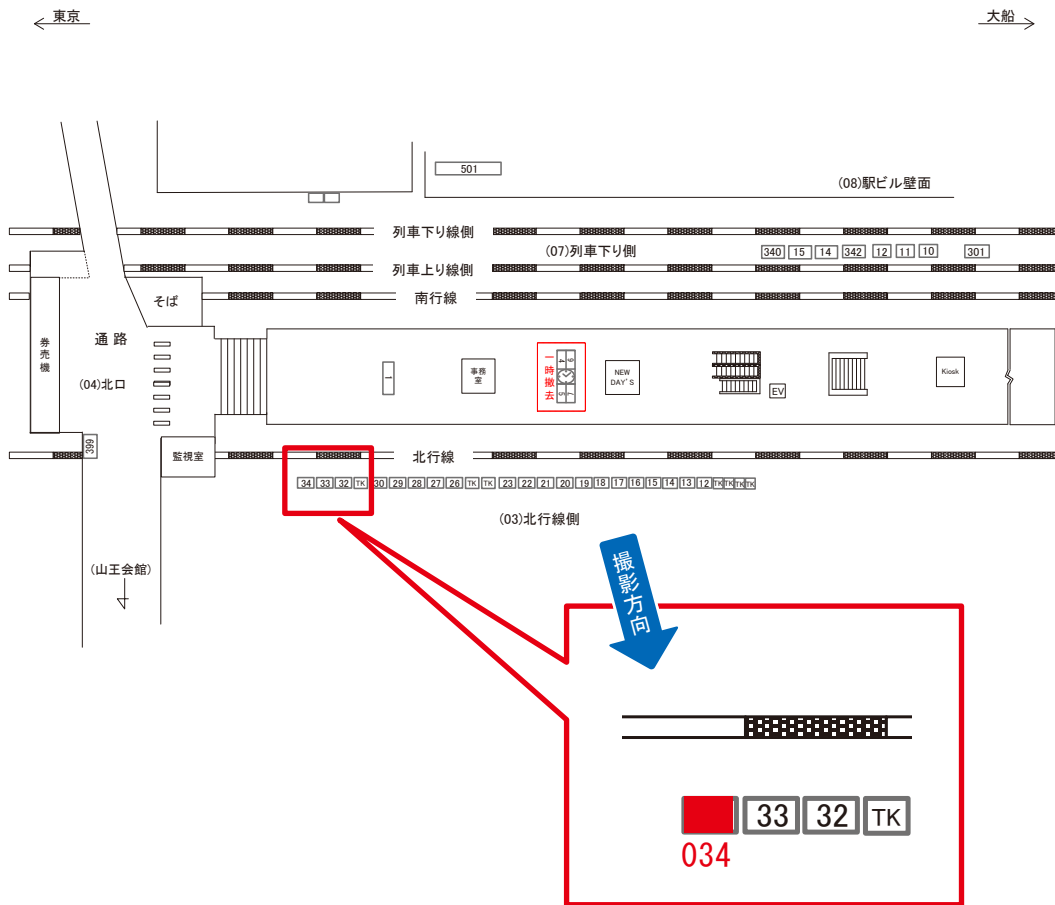 東京
大船
501
(08)駅ビル壁面
列車下り線側
(07)列車下り側
340 15 14 342 12 11 10 301
列車上り線側
そば
南行線
券売機
通路
(04)北口
1
事務室
一時撤去
9
4
7
5
NEW
DAY'S
EV
Kiosk
399
監視室
北行線
34 33 32 TK 30 29 28 27 26 TK TK 23 22 21 20 19 18 17 16 15 14 13 12 TK TK TK TK
(03)北行線側
(山王会館)
撮影方向
33 32 TK
034